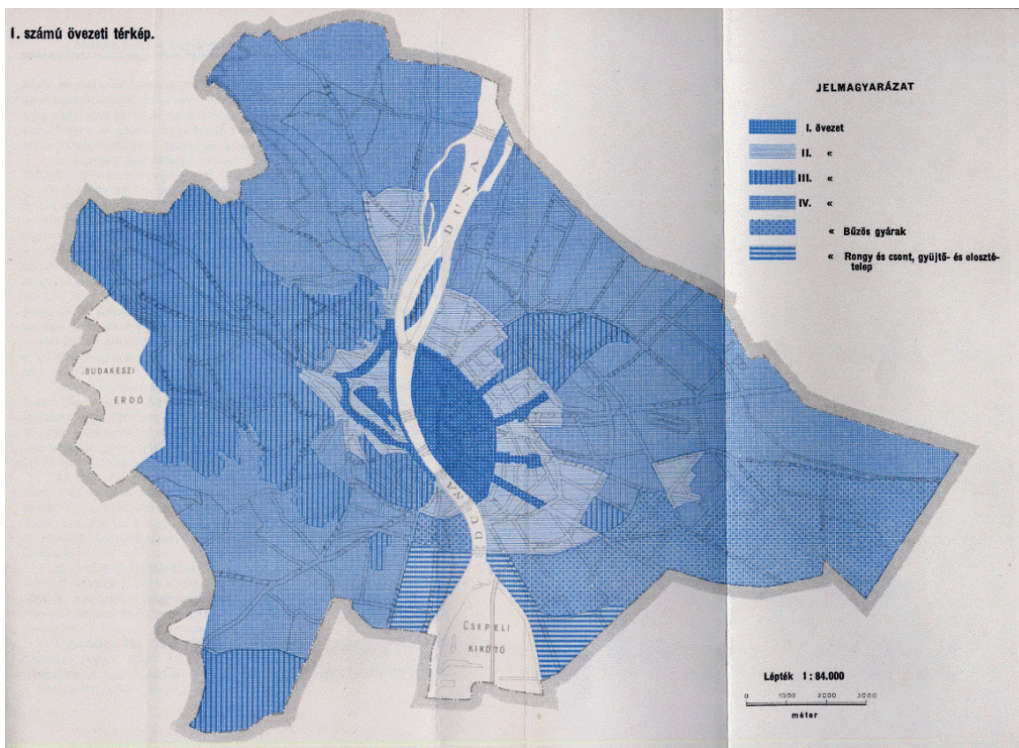 I. számú övezeti térkép.
JELMAGYARÁZAT
I. övezet
II. «
III. «
IV. «
« Bűzös gyárak
« Rongy és csont, gyüjtő- és elosztó-
telep
DUNA
BUDAKESZI
ERDŐ
DUNA
CSEPELI
KIKÖTŐ
Lépték 1 : 84.000
0 1000 2000 3000
méter